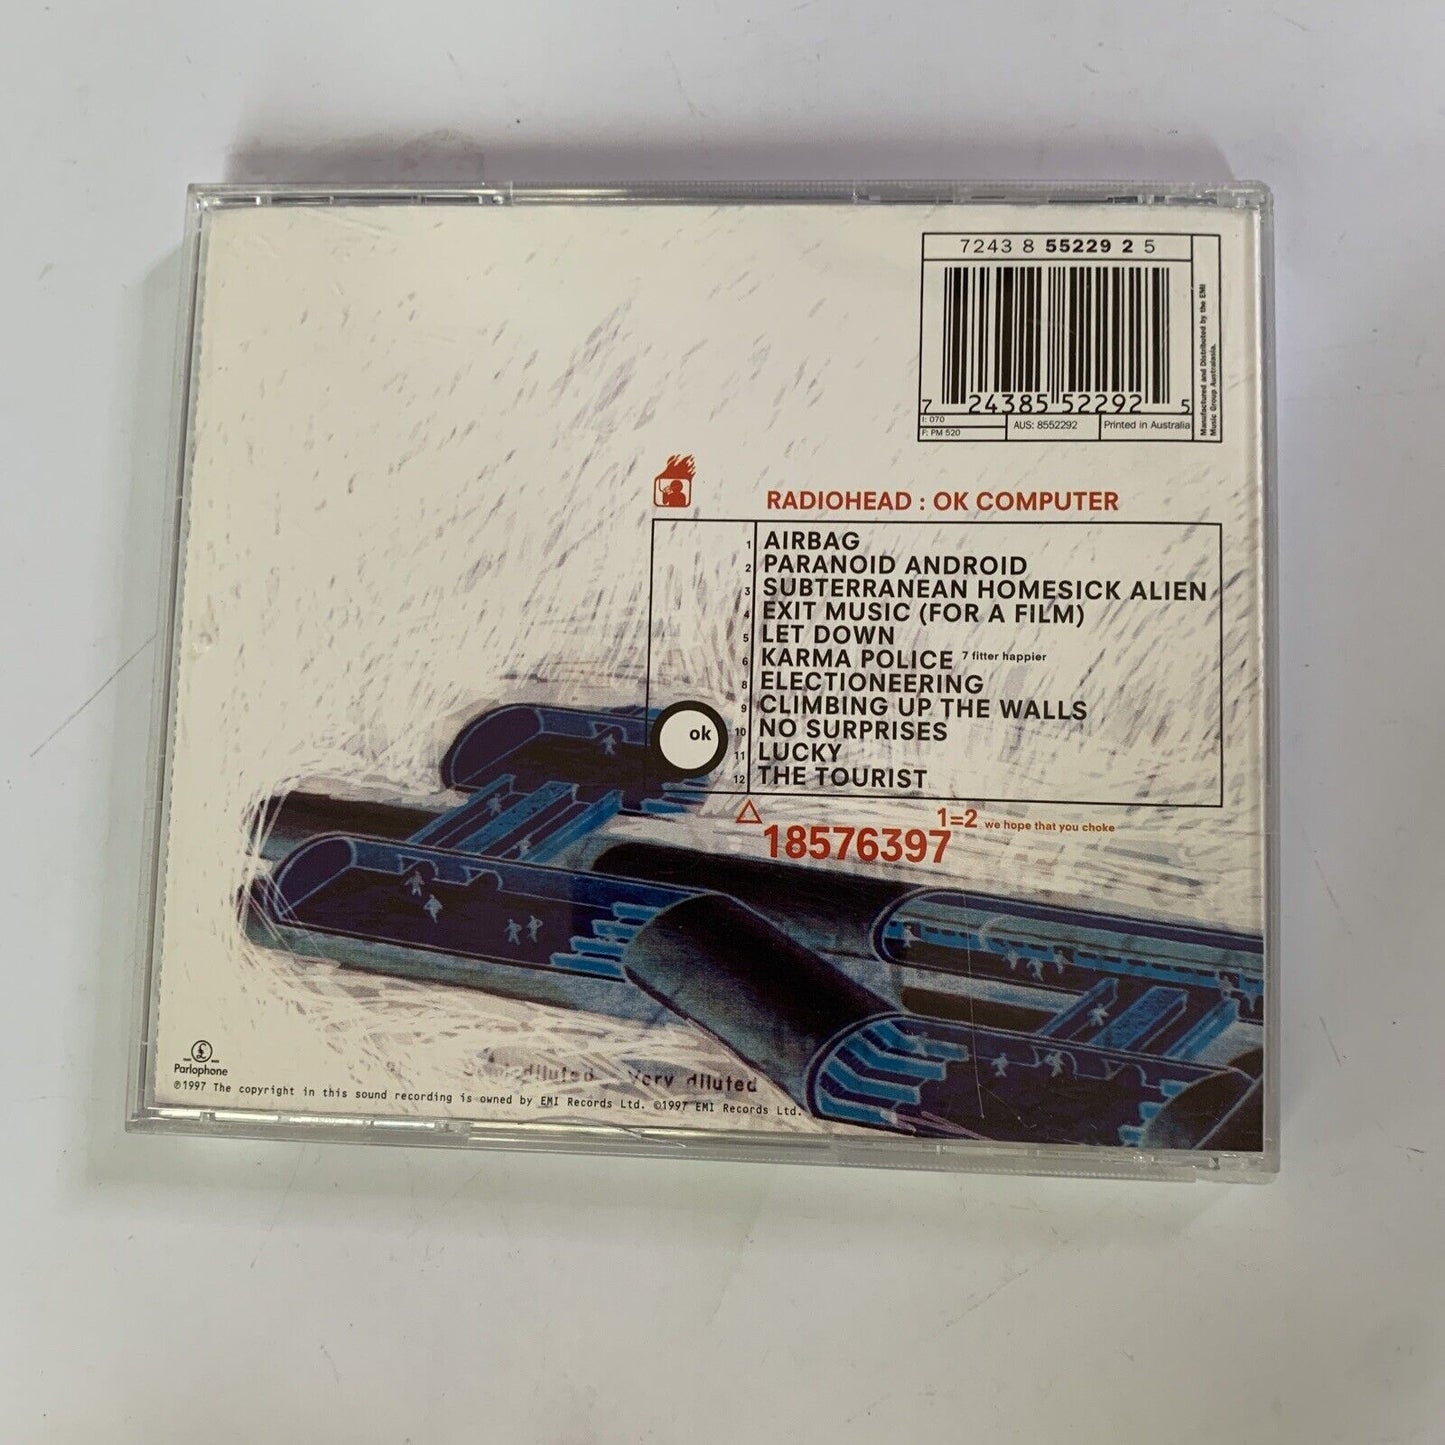 7243 8 55229 2 5
7 24385 52292 5
I: 070
F: PM 520
AUS: 8552292
Printed in Australia
Manufactured and Distributed by the EMI
Music Group Australasia.
RADIOHEAD : OK COMPUTER
1 AIRBAG
2 PARANOID ANDROID
3 SUBTERRANEAN HOMESICK ALIEN
4 EXIT MUSIC (FOR A FILM)
5 LET DOWN
6 KARMA POLICE 7 fitter happier
8 ELECTIONEERING
9 CLIMBING UP THE WALLS
10 NO SURPRISES
11 LUCKY
12 THE TOURIST
ok
1=2 we hope that you choke
18576397
Semi-diluted Very diluted
£
TRADE MARK
Parlophone
℗1997 The copyright in this sound recording is owned by EMI Records Ltd. ©1997 EMI Records Ltd.